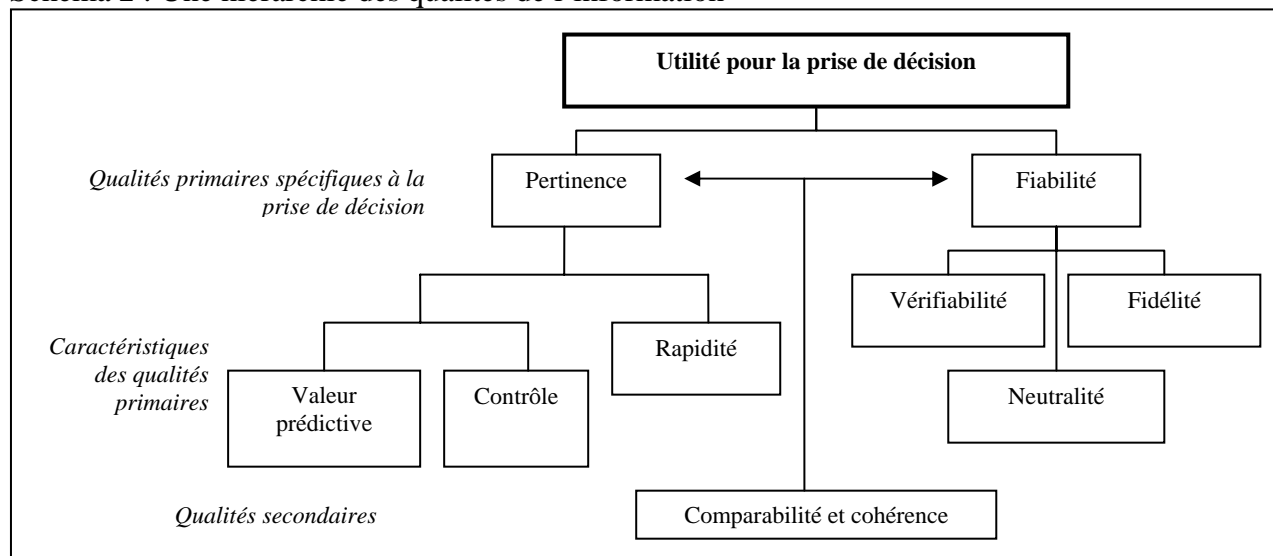 Schéma 2 : Une hiérarchie des qualités de l'information
Utilité pour la prise de décision
Qualités primaires spécifiques à la
prise de décision
Pertinence
Fiabilité
Vérifiabilité
Fidélité
Caractéristiques
des qualités
primaires
Rapidité
Valeur
prédictive
Contrôle
Neutralité
Qualités secondaires
Comparabilité et cohérence